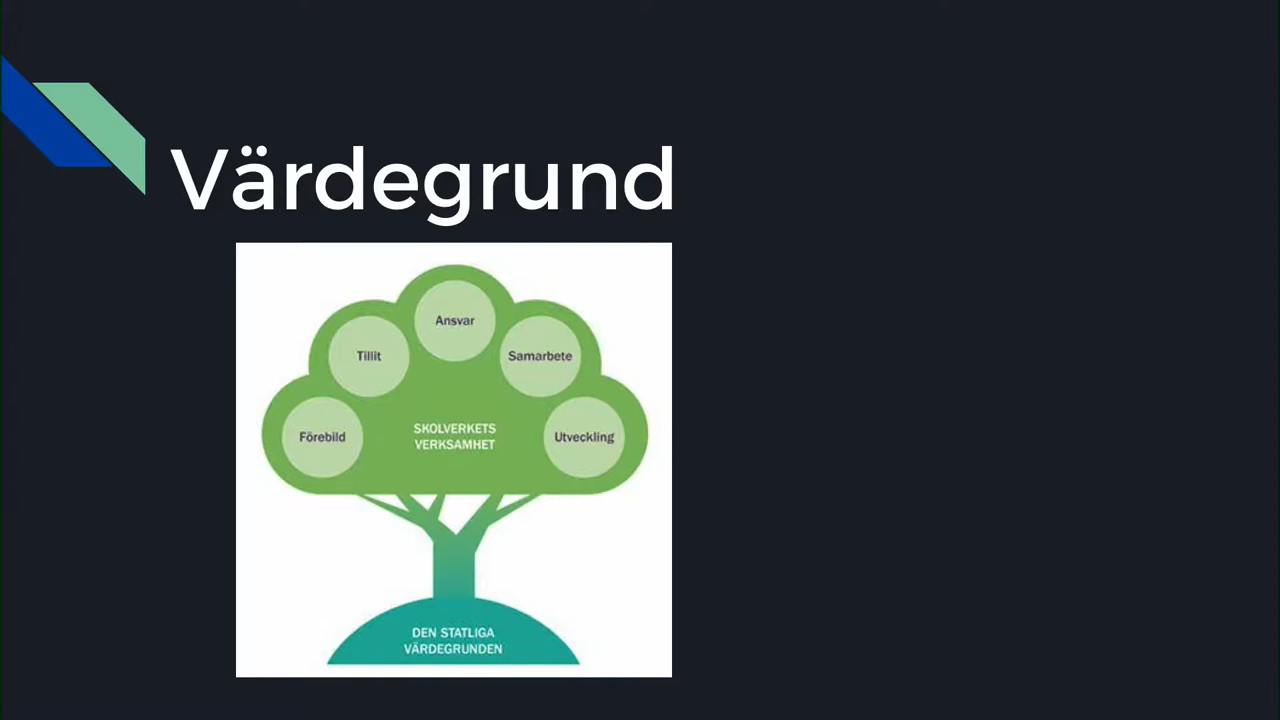 Värdegrund
Ansvar
Tillit
Samarbete
Förebild
SKOLVERKETS
VERKSAMHET
Utveckling
DEN STATLIGA
VÄRDEGRUNDEN